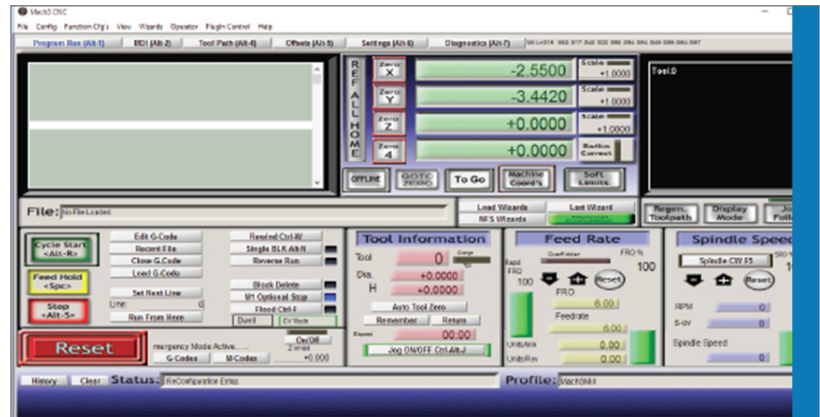 Mach3 CNC
File Config Function Cfg's View Wizards Operator PlugIn Control Help
Program Run (Alt-1) MDI (Alt-2) Tool Path (Alt-4) Offsets (Alt-5) Settings (Alt-6) Diagnostics (Alt-7)
REF ALL HOME
Zero X -2.5500 Scale +1.0000
Zero Y -3.4420 Scale +1.0000
Zero Z +0.0000 Scale +1.0000
Zero 4 +0.0000 Radius Correct
Tool:0
OFFLINE GOTO ZERO To Go Machine Coord's Soft Limits
File: No File Loaded.
Load Wizards Last Wizard
NFS Wizards
Regen. Toolpath Display Mode
Cycle Start <Alt-R>
Feed Hold <Spc>
Stop <Alt-S>
Edit G-Code
Recent File
Close G-Code
Load G-Code
Set Next Line
Line: 0
Run From Here
Rewind Ctrl-W
Single BLK Alt-N
Reverse Run
Block Delete
M1 Optional Stop
Flood Ctrl-F
Dwell CV Mode
Tool Information
Tool 0 Change
Dia. +0.0000
H +0.0000
Auto Tool Zero
Remember Return
Elapsed 00:00
Jog ON/OFF Ctrl-Alt-J
Feed Rate
FRO %
100
Rapid FRO
100
Reset
FRO
6.00
Feedrate
6.00
Units/Min 0.00
Units/Rev 0.00
Spindle Spee
Spindle CW F5
Reset
RPM 0
S-ov 0
Spindle Speed 0
Reset
mergency Mode Active.....
G-Codes M-Codes
On/Off
Z Inhibit
+0.000
History Clear Status: ReConfiguration Estop.
Profile: Mach3Mill